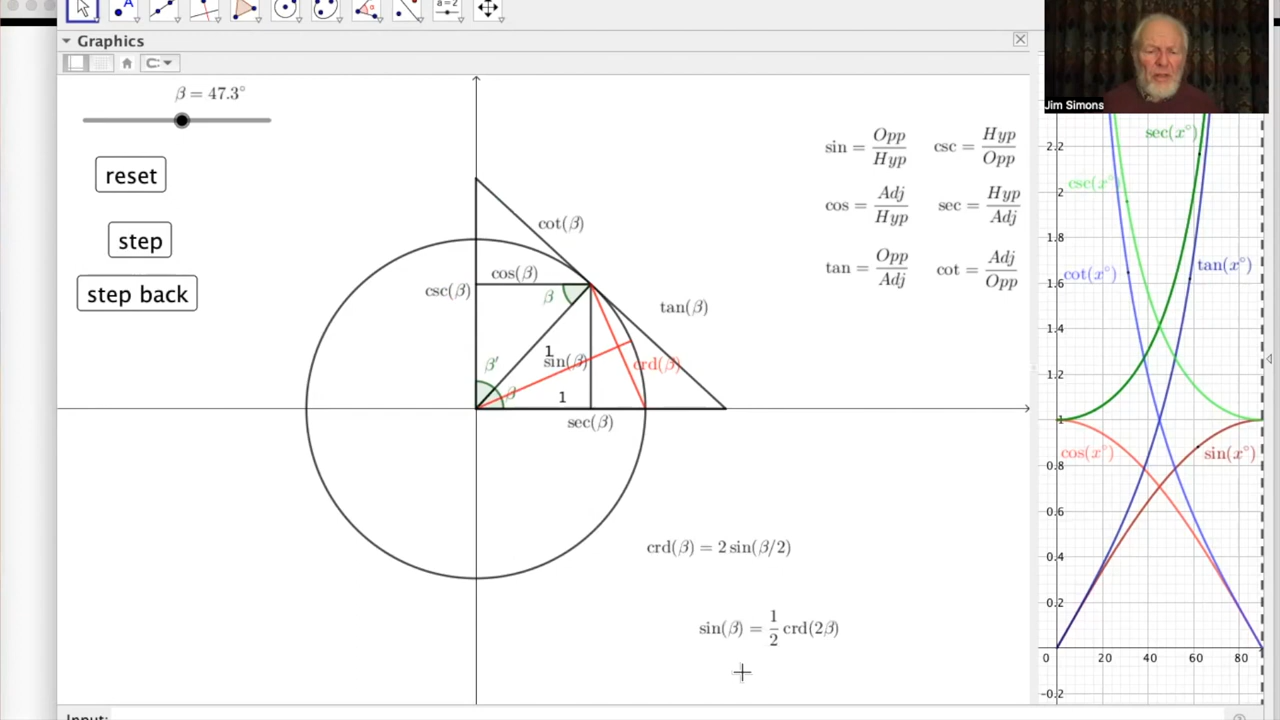 a=2
Graphics
Jim Simons
β = 47.3°
reset
step
step back
sin = Opp/Hyp csc = Hyp/Opp
cos = Adj/Hyp sec = Hyp/Adj
tan = Opp/Adj cot = Adj/Opp
cot(β)
cos(β)
csc(β)
β
tan(β)
1
sin(β)
β′
crd(β)
β
1
sec(β)
crd(β) = 2 sin(β/2)
sin(β) = 1/2 crd(2β)
sec(x°)
2.2
csc(x°)
2
1.8
cot(x°)
tan(x°)
1.6
1.4
1.2
1
cos(x°)
sin(x°)
0.8
0.6
0.4
0.2
0 20 40 60 80
-0.2
Input: